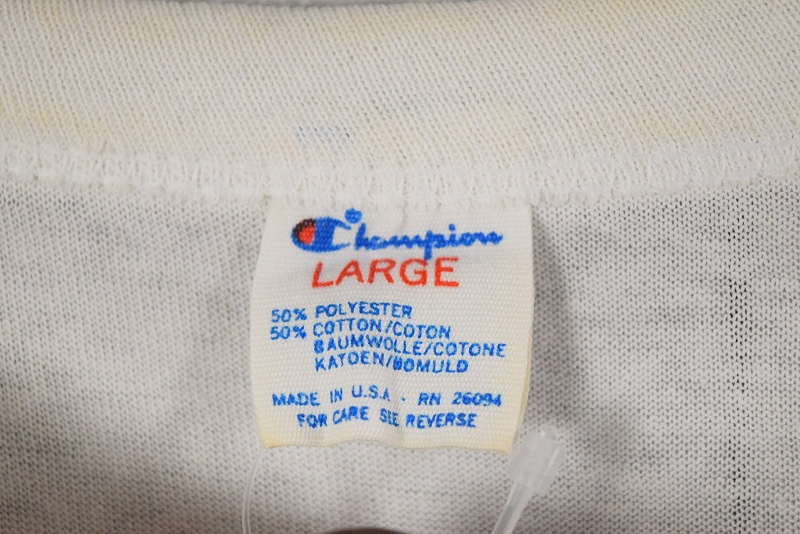 Champion
LARGE
50% POLYESTER
50% COTTON/COTON
BAUMWOLLE/COTONE
KATOEN/BOMULD
MADE IN U.S.A. - RN 26094
FOR CARE SEE REVERSE